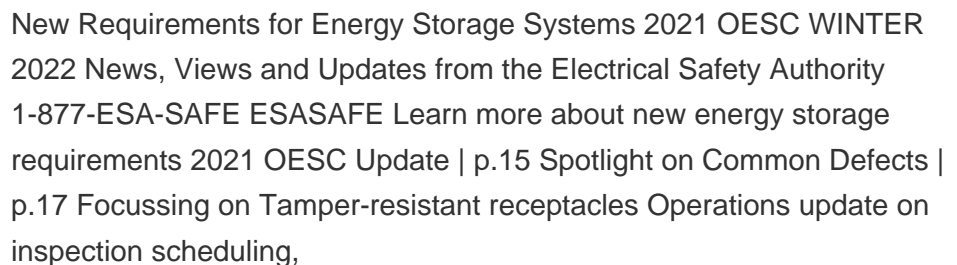 New Requirements for Energy Storage Systems 2021 OESC WINTER
2022 News, Views and Updates from the Electrical Safety Authority
1-877-ESA-SAFE ESASAFE Learn more about new energy storage
requirements 2021 OESC Update | p.15 Spotlight on Common Defects |
p.17 Focussing on Tamper-resistant receptacles Operations update on
inspection scheduling,